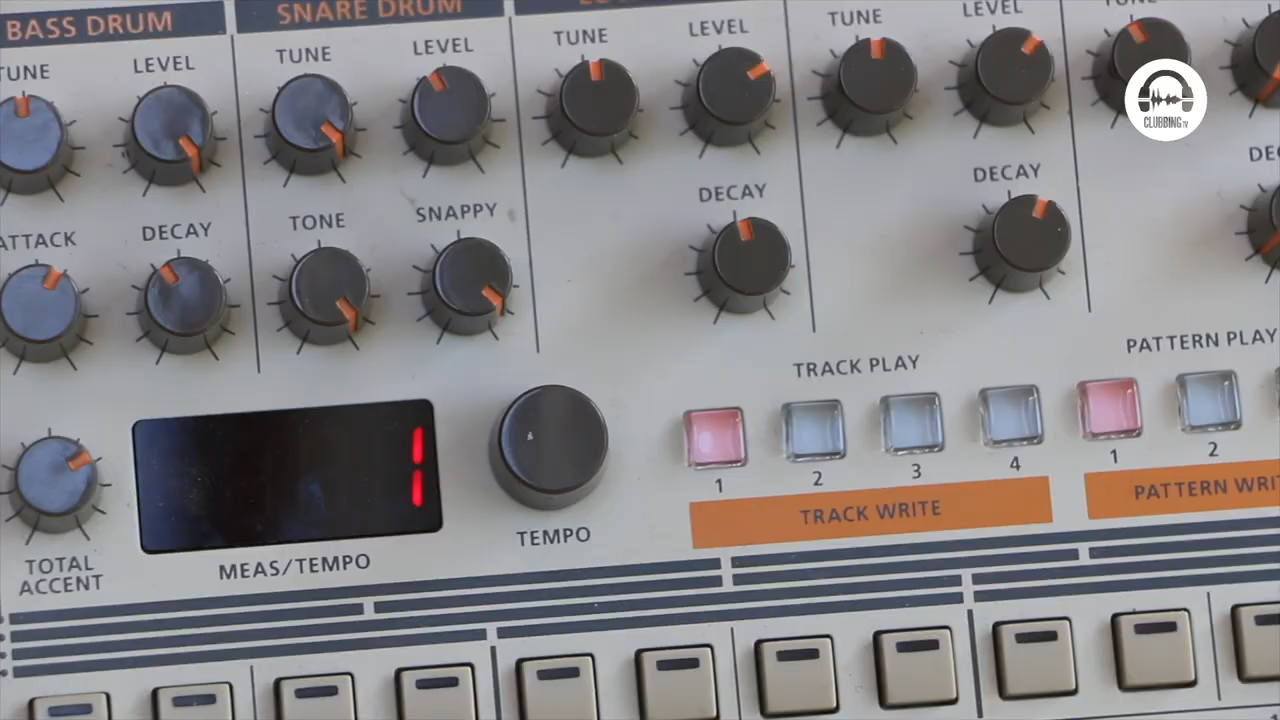 BASS DRUM
SNARE DRUM
TUNE
LEVEL
TUNE
LEVEL
TUNE
LEVEL
TUNE
LEVEL
TUNE
CLUBBING TV
ATTACK
DECAY
TONE
SNAPPY
DECAY
DECAY
TRACK PLAY
PATTERN PLAY
1
2
3
4
1
2
TRACK WRITE
PATTERN WRI
TOTAL
ACCENT
MEAS/TEMPO
TEMPO
1